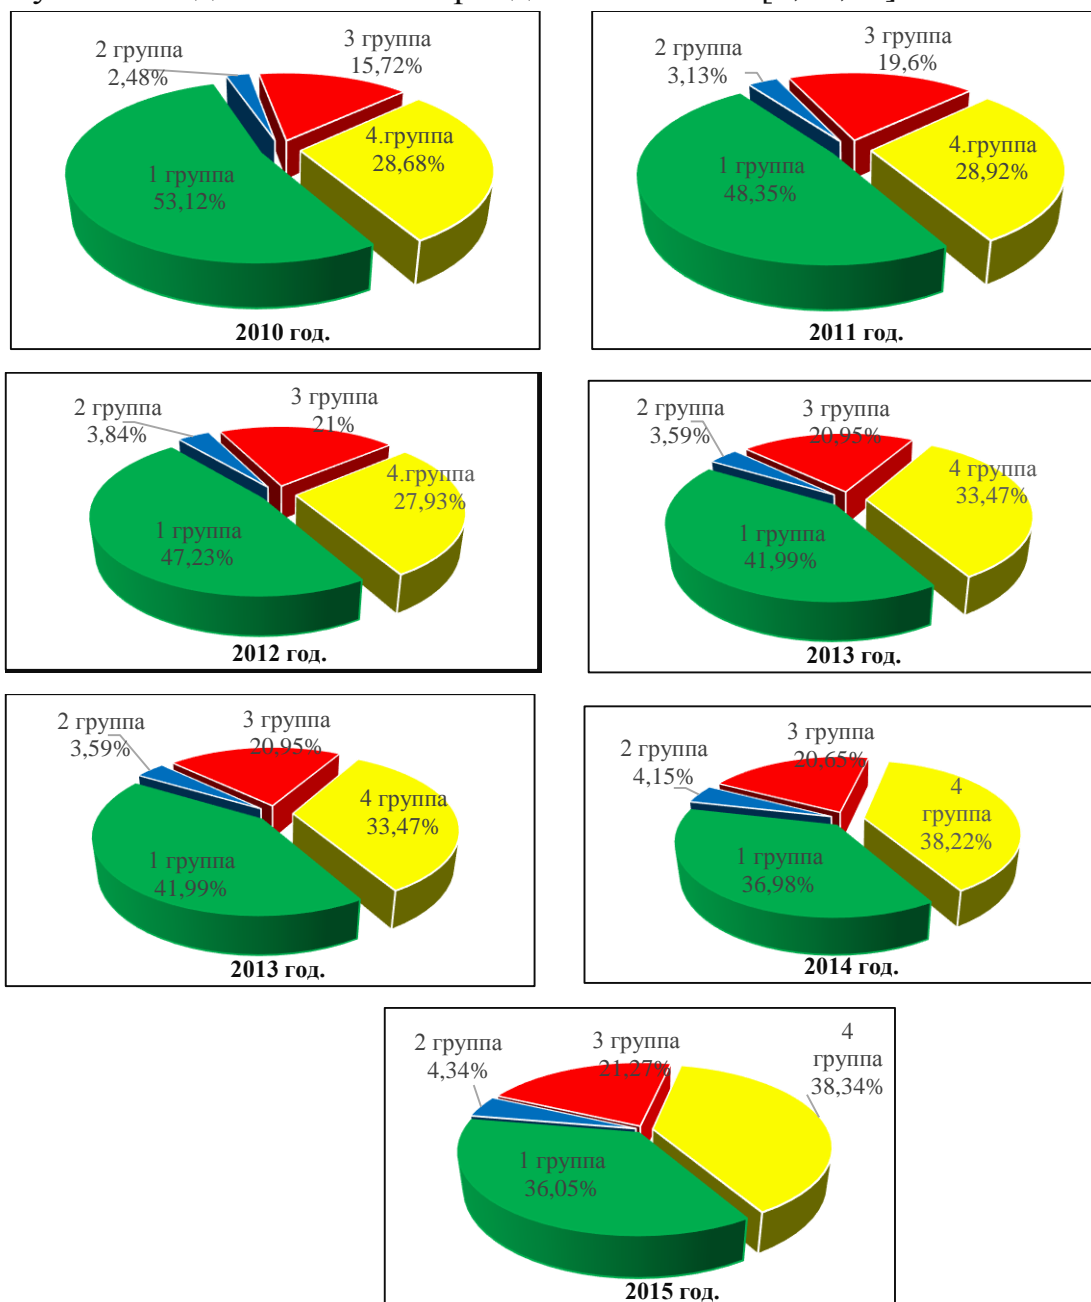 2 группа
2,48%
3 группа
15,72%
4.группа
28,68%
1 группа
53,12%
2010 год.
2 группа
3,13%
3 группа
19,6%
4.группа
28,92%
1 группа
48,35%
2011 год.
2 группа
3,84%
3 группа
21%
4.группа
27,93%
1 группа
47,23%
2012 год.
2 группа
3,59%
3 группа
20,95%
4 группа
33,47%
1 группа
41,99%
2013 год.
2 группа
3,59%
3 группа
20,95%
4 группа
33,47%
1 группа
41,99%
2013 год.
2 группа
4,15%
3 группа
20,65%
4
группа
38,22%
1 группа
36,98%
2014 год.
2 группа
4,34%
3 группа
21,27%
4
группа
38,34%
1 группа
36,05%
2015 год.